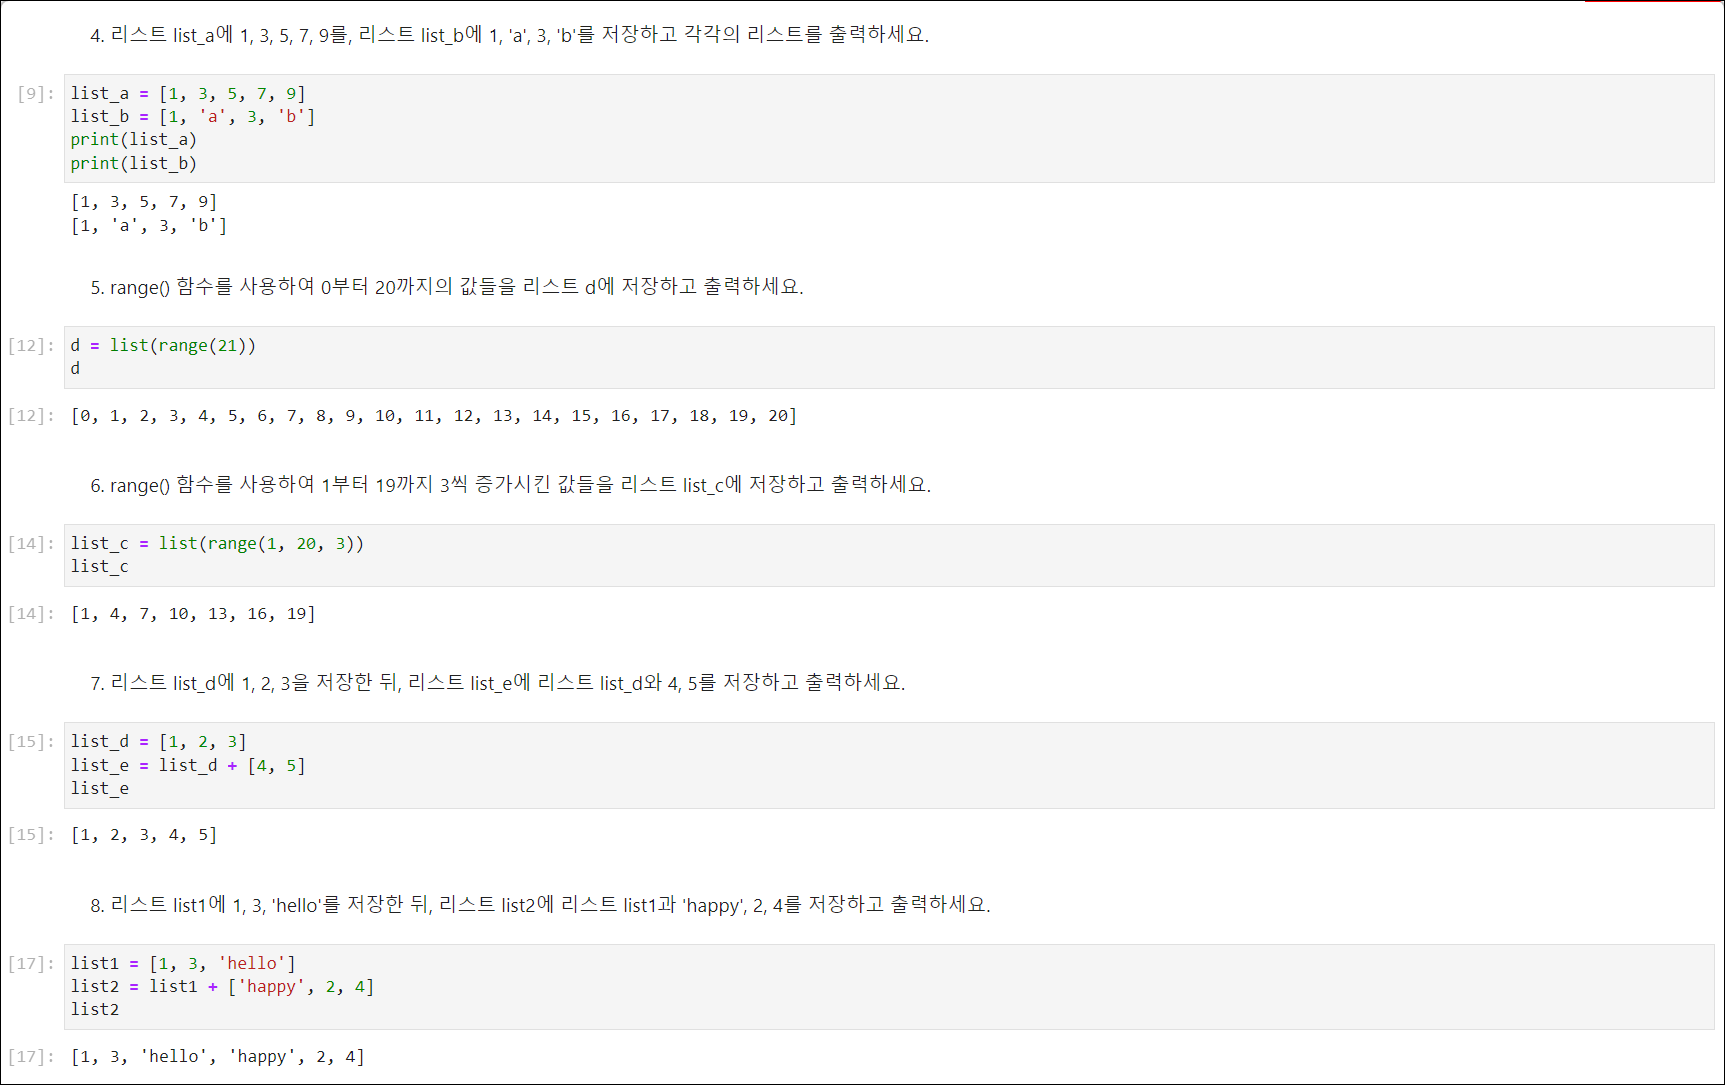 4. 리스트 list_a에 1, 3, 5, 7, 9를, 리스트 list_b에 1, 'a', 3, 'b'를 저장하고 각각의 리스트를 출력하세요.
[9]: list_a = [1, 3, 5, 7, 9]
list_b = [1, 'a', 3, 'b']
print(list_a)
print(list_b)
[1, 3, 5, 7, 9]
[1, 'a', 3, 'b']
5. range() 함수를 사용하여 0부터 20까지의 값들을 리스트 d에 저장하고 출력하세요.
[12]: d = list(range(21))
d
[12]: [0, 1, 2, 3, 4, 5, 6, 7, 8, 9, 10, 11, 12, 13, 14, 15, 16, 17, 18, 19, 20]
6. range() 함수를 사용하여 1부터 19까지 3씩 증가시킨 값들을 리스트 list_c에 저장하고 출력하세요.
[14]: list_c = list(range(1, 20, 3))
list_c
[14]: [1, 4, 7, 10, 13, 16, 19]
7. 리스트 list_d에 1, 2, 3을 저장한 뒤, 리스트 list_e에 리스트 list_d와 4, 5를 저장하고 출력하세요.
[15]: list_d = [1, 2, 3]
list_e = list_d + [4, 5]
list_e
[15]: [1, 2, 3, 4, 5]
8. 리스트 list1에 1, 3, 'hello'를 저장한 뒤, 리스트 list2에 리스트 list1과 'happy', 2, 4를 저장하고 출력하세요.
[17]: list1 = [1, 3, 'hello']
list2 = list1 + ['happy', 2, 4]
list2
[17]: [1, 3, 'hello', 'happy', 2, 4]